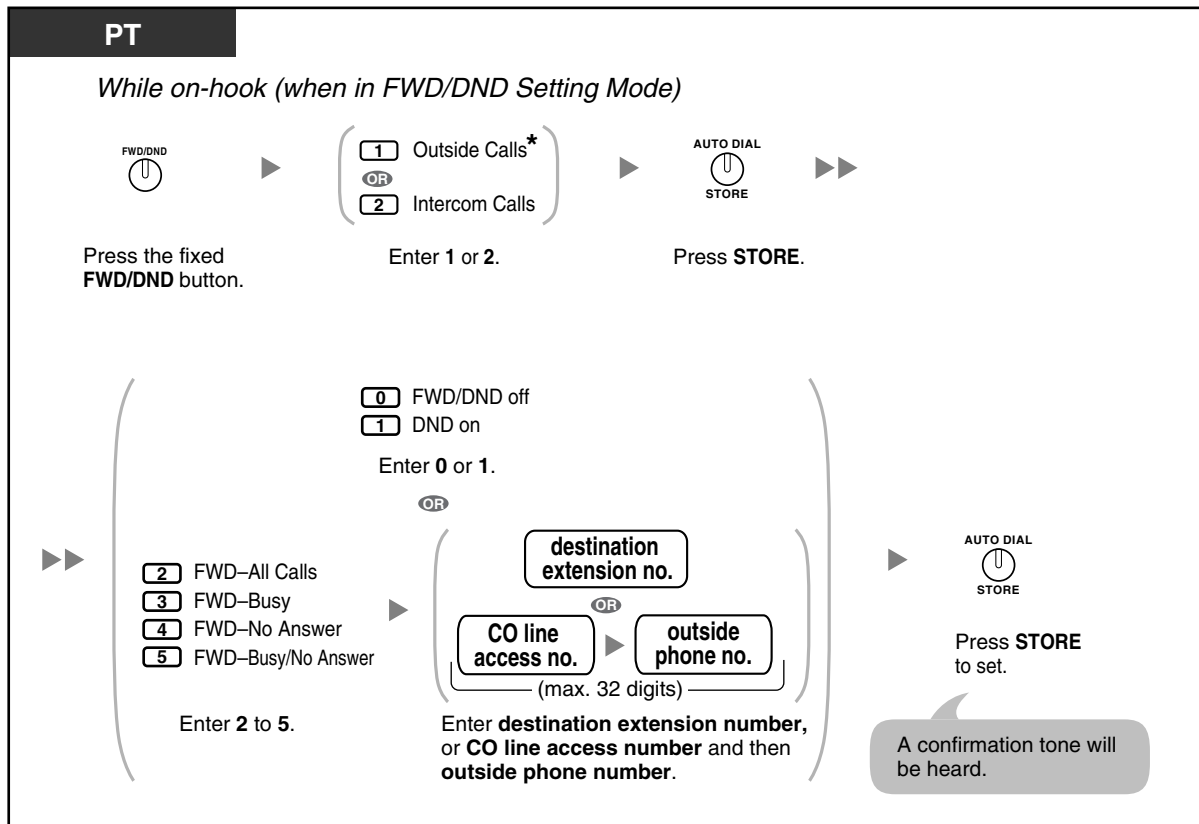 PT
While on-hook (when in FWD/DND Setting Mode)
FWD/DND
1 Outside Calls*
OR
2 Intercom Calls
AUTO DIAL
STORE
Press the fixed
FWD/DND button.
Enter 1 or 2.
Press STORE.
0 FWD/DND off
1 DND on
Enter 0 or 1.
OR
2 FWD–All Calls
3 FWD–Busy
4 FWD–No Answer
5 FWD–Busy/No Answer
Enter 2 to 5.
destination
extension no.
OR
CO line
access no.
outside
phone no.
(max. 32 digits)
Enter destination extension number,
or CO line access number and then
outside phone number.
AUTO DIAL
STORE
Press STORE
to set.
A confirmation tone will
be heard.